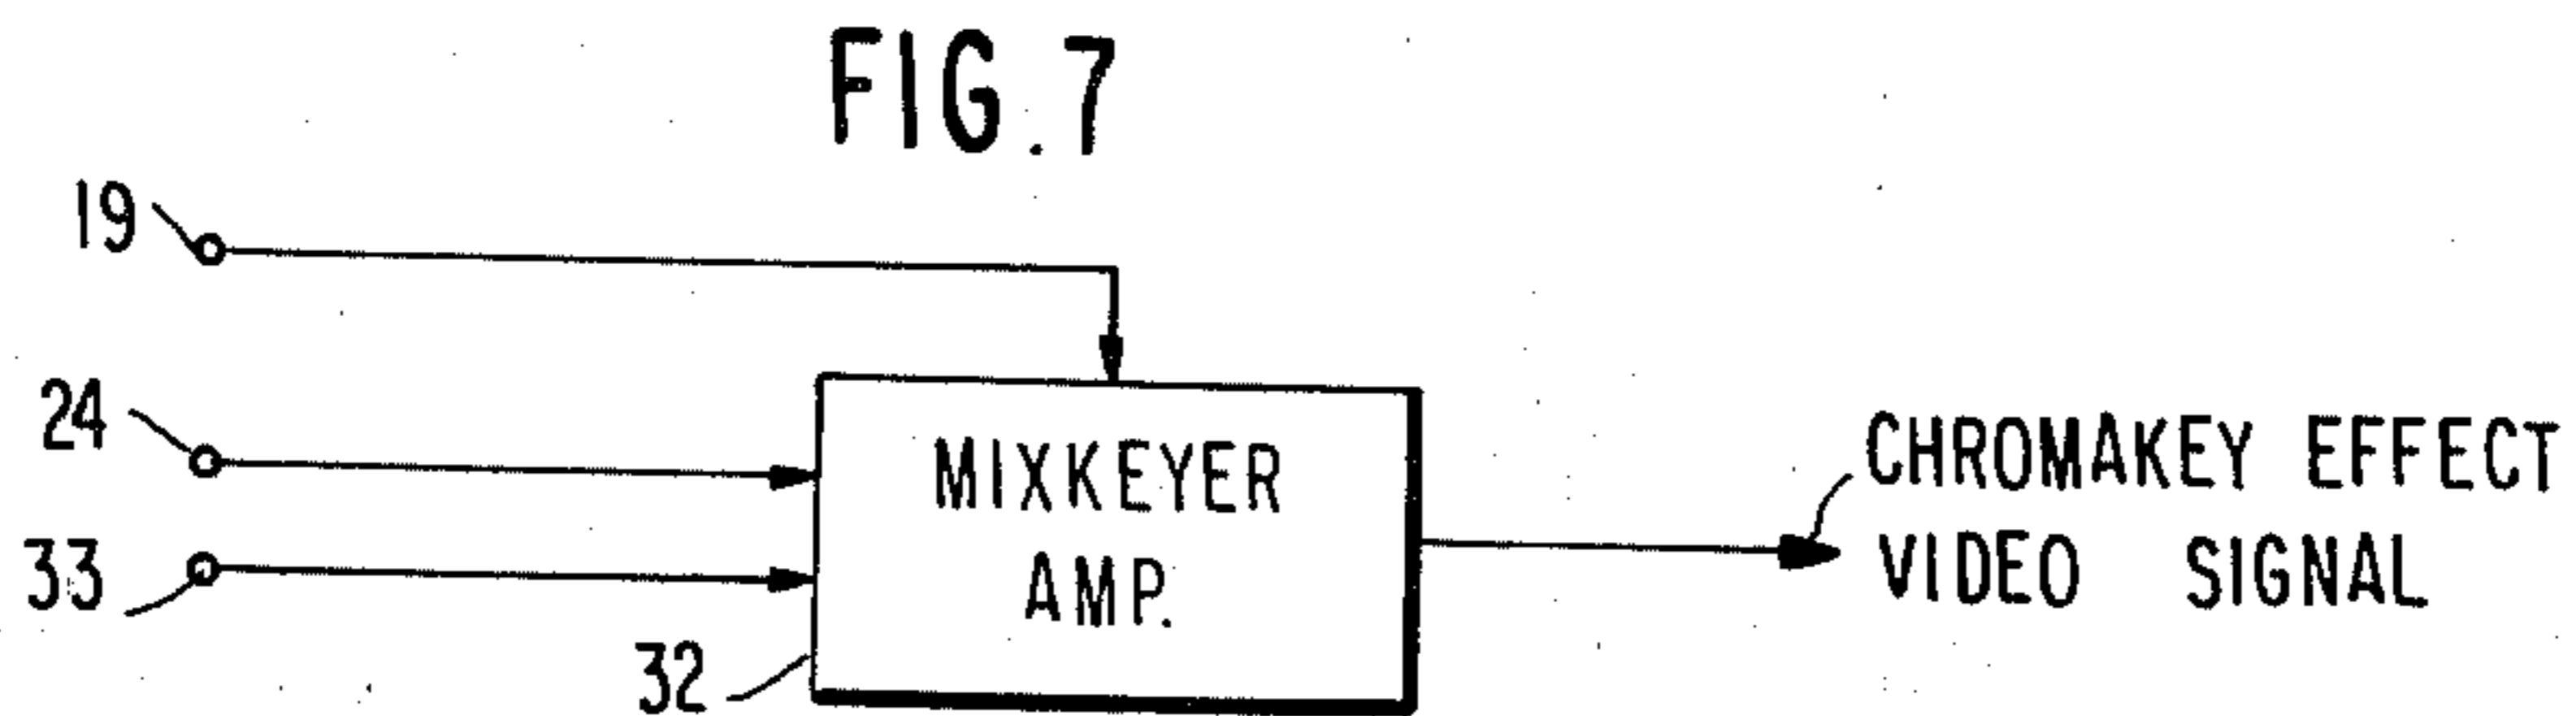 FIG. 7
19
24
33
32
MIXKEYER
AMP.
CHROMAKEY EFFECT
VIDEO SIGNAL